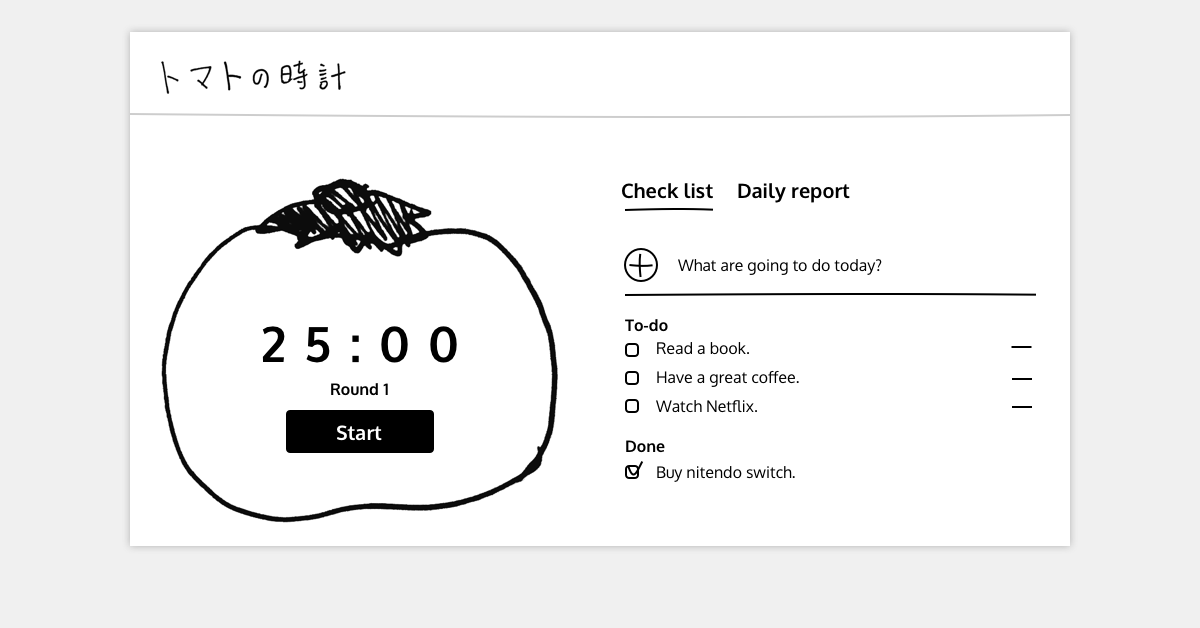 トマトの時計
25:00
Round 1
Start
Check list
Daily report
What are going to do today?
To-do
Read a book.
Have a great coffee.
Watch Netflix.
Done
Buy nitendo switch.